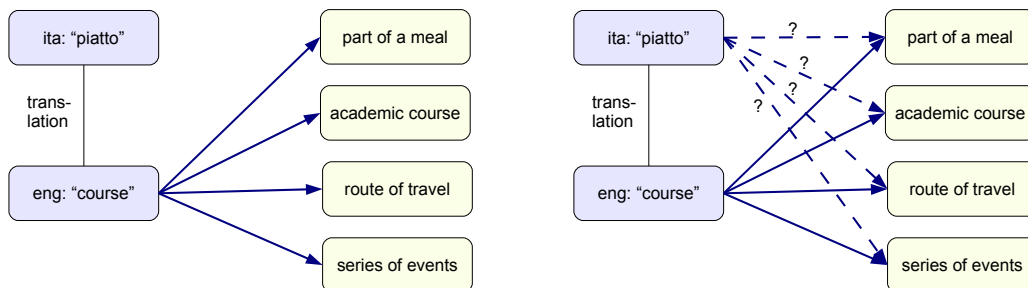 ita: “piatto”
trans-
lation
eng: “course”
part of a meal
academic course
route of travel
series of events
ita: “piatto”
trans-
lation
eng: “course”
?
?
?
?
part of a meal
academic course
route of travel
series of events